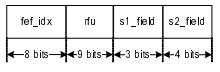 fef_idx rfu s1_field s2_field
8 bits 9 bits 3 bits 4 bits